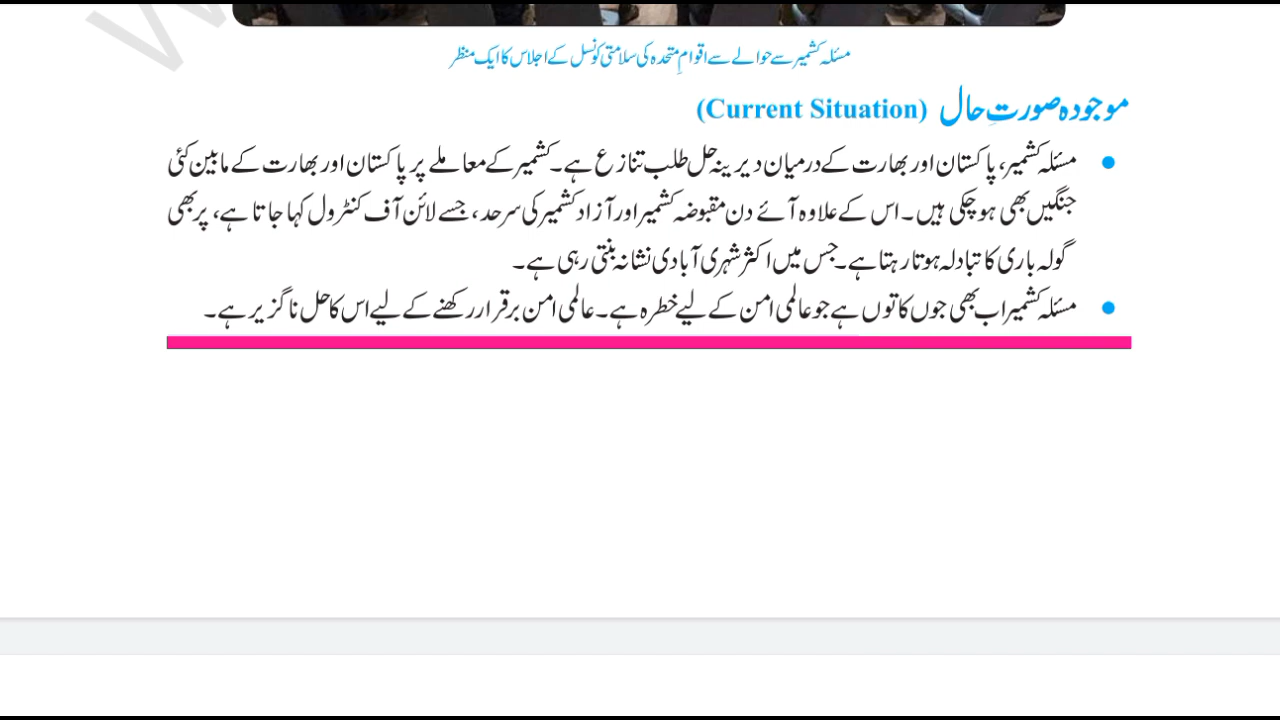 مسئلہ کشمیر سے حوالے سے اقوامِ متحدہ کی سلامتی کونسل کے اجلاس کا ایک منظر
موجودہ صورتِ حال (Current Situation)
• مسئلہ کشمیر، پاکستان اور بھارت کے درمیان دیرینہ حل طلب تنازع ہے۔ کشمیر کے معاملے پر پاکستان اور بھارت کے مابین کئی
جنگیں بھی ہو چکی ہیں۔ اس کے علاوہ آئے دن مقبوضہ کشمیر اور آزاد کشمیر کی سرحد، جسے لائن آف کنٹرول کہا جاتا ہے، پر بھی
گولہ باری کا تبادلہ ہوتا رہتا ہے۔ جس میں اکثر شہری آبادی نشانہ بنتی رہی ہے۔
• مسئلہ کشمیر اب بھی جوں کا توں ہے جو عالمی امن کے لیے خطرہ ہے۔ عالمی امن برقرار رکھنے کے لیے اس کا حل ناگزیر ہے۔